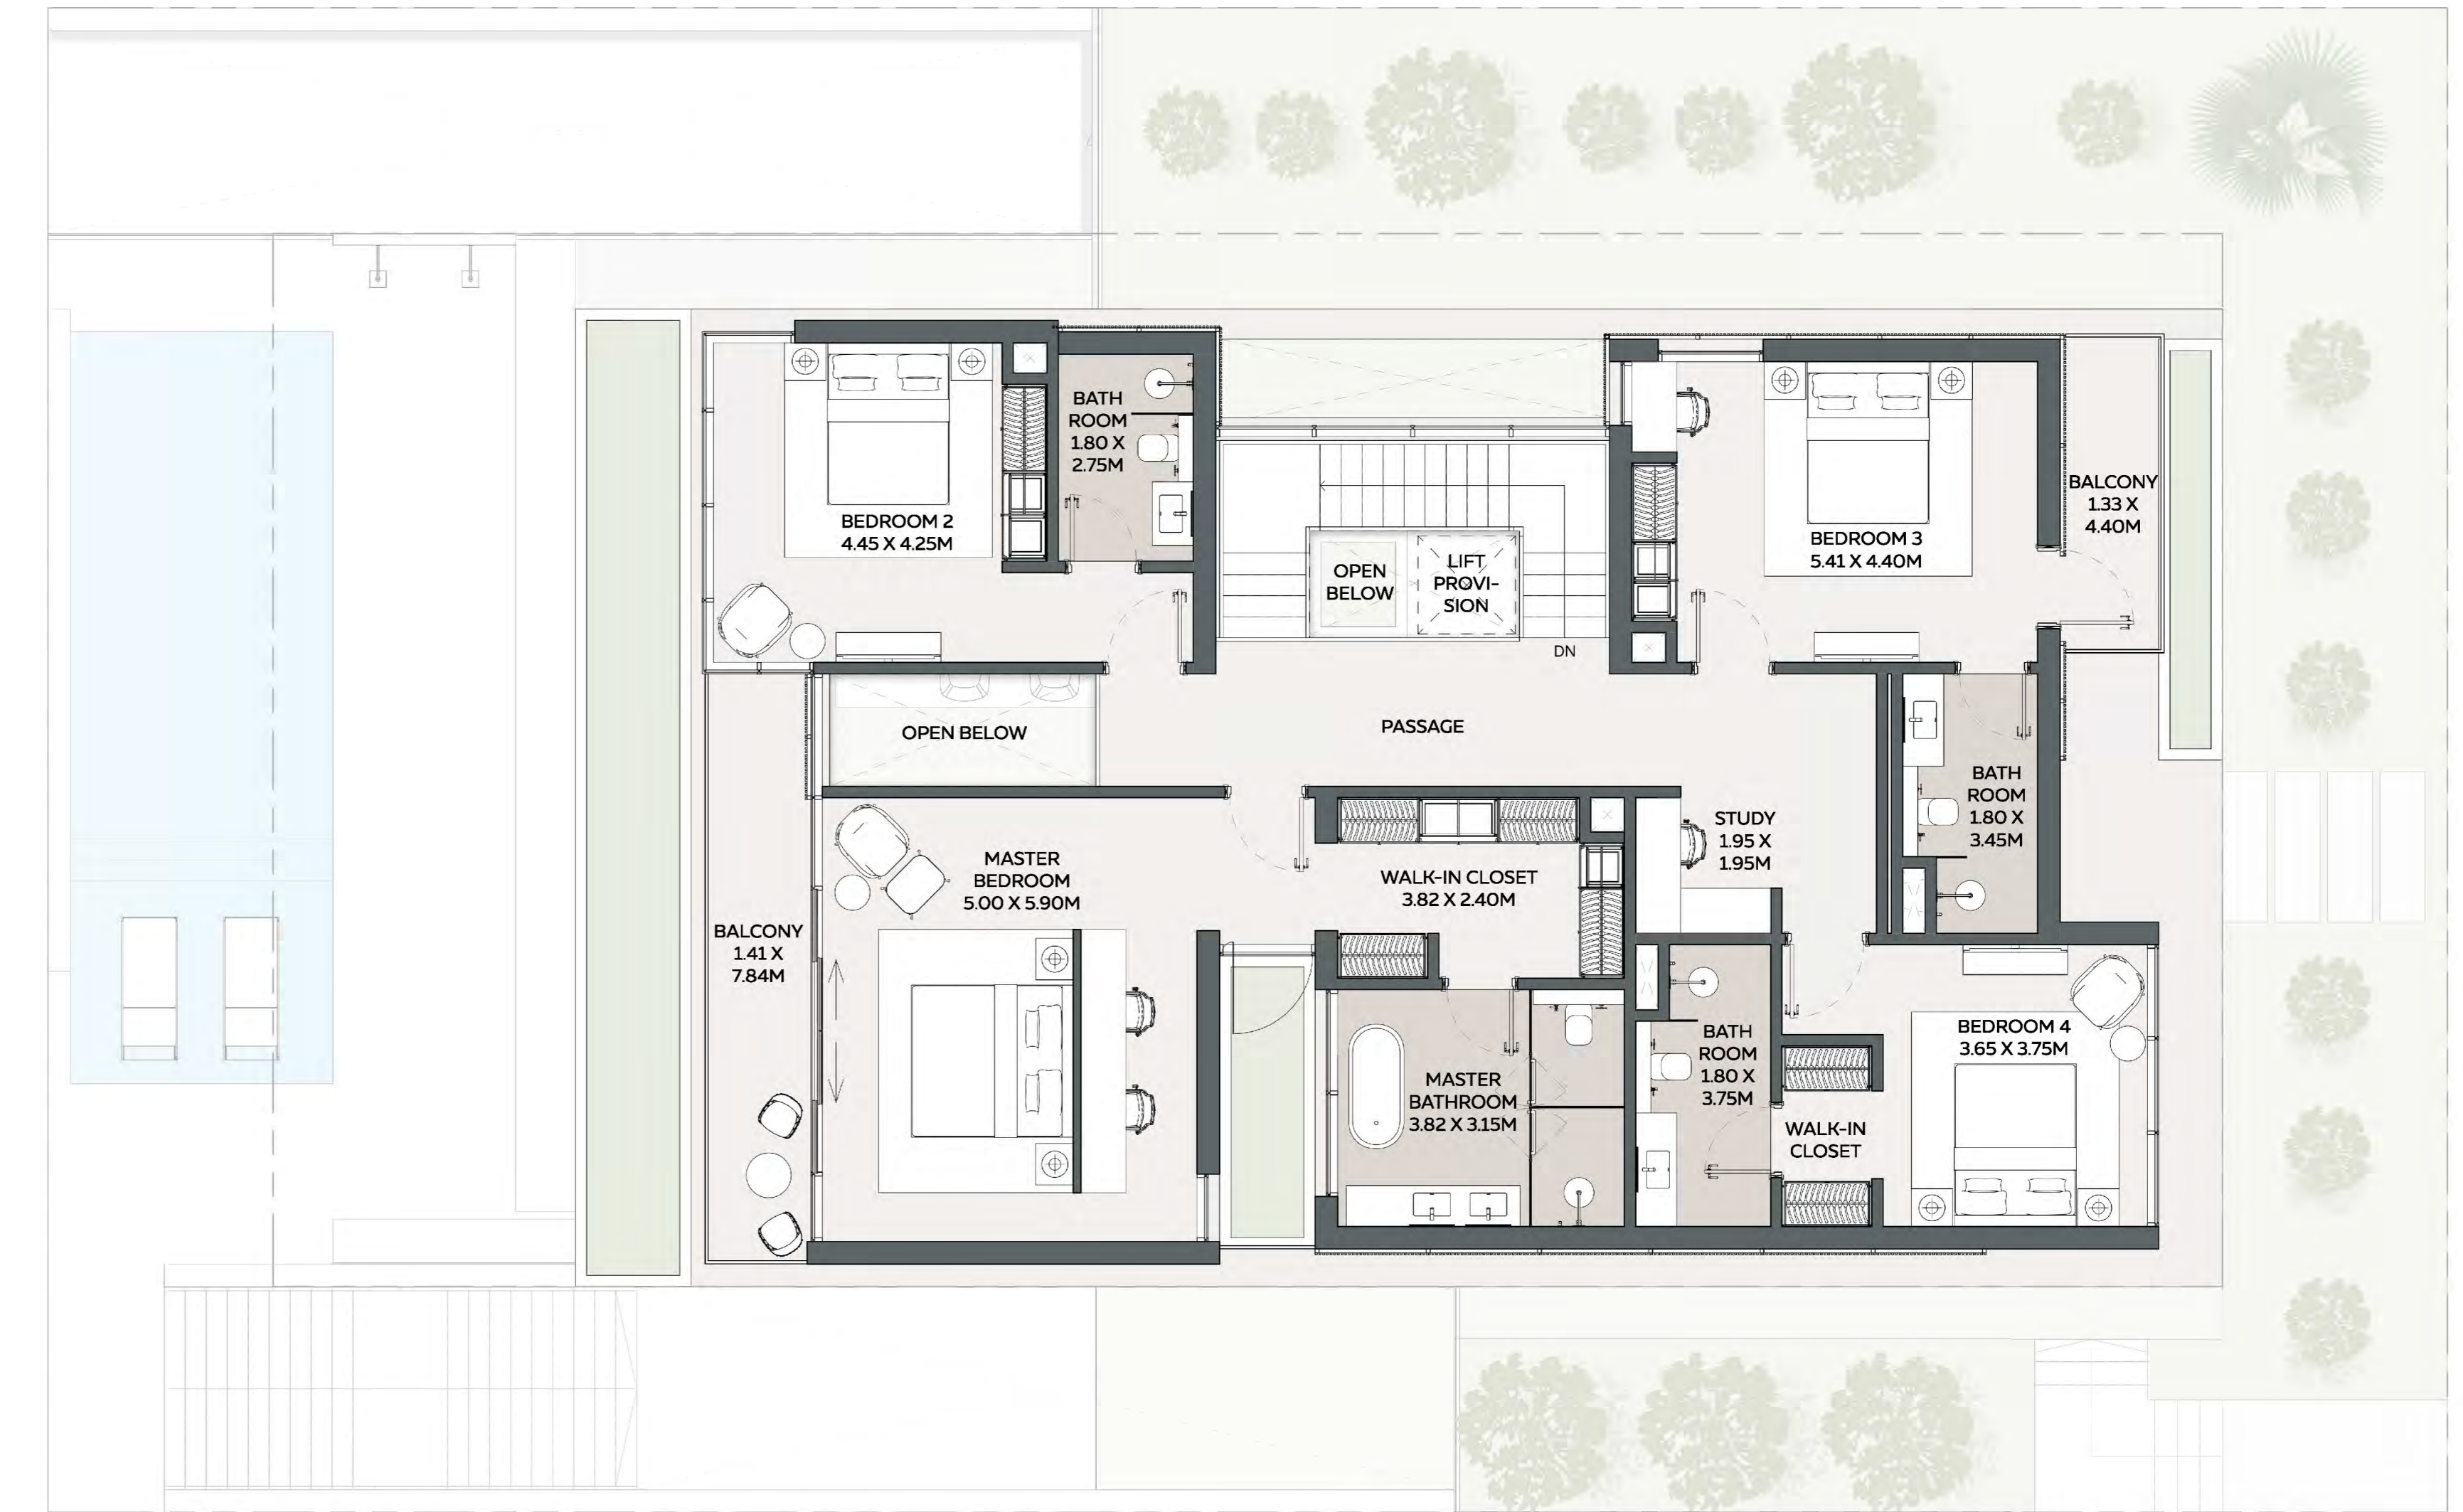 BEDROOM 2
4.45 X 4.25M
BATH
ROOM
1.80 X
2.75M
OPEN
BELOW
LIFT
PROVI-
SION
DN
BEDROOM 3
5.41 X 4.40M
BALCONY
1.33 X
4.40M
OPEN BELOW
PASSAGE
BATH
ROOM
1.80 X
3.45M
STUDY
1.95 X
1.95M
MASTER
BEDROOM
5.00 X 5.90M
WALK-IN CLOSET
3.82 X 2.40M
BALCONY
1.41 X
7.84M
MASTER
BATHROOM
3.82 X 3.15M
BATH
ROOM
1.80 X
3.75M
BEDROOM 4
3.65 X 3.75M
WALK-IN
CLOSET